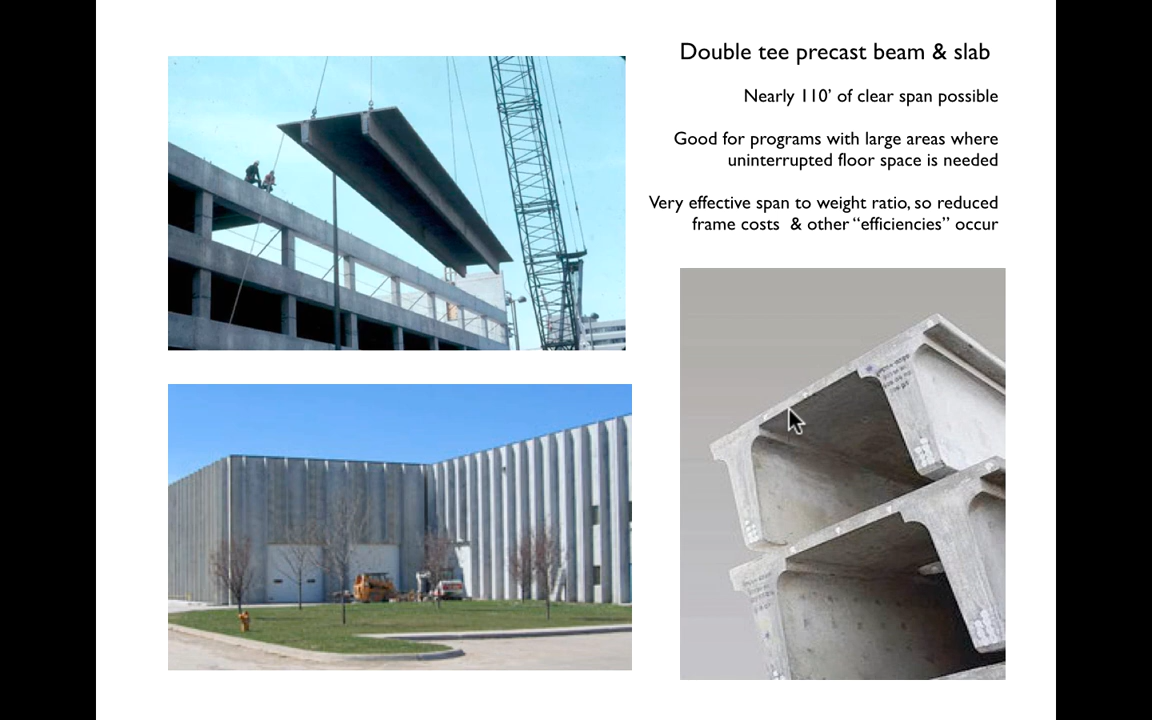 Double tee precast beam & slab
Nearly 110’ of clear span possible
Good for programs with large areas where
uninterrupted floor space is needed
Very effective span to weight ratio, so reduced
frame costs & other “efficiencies” occur